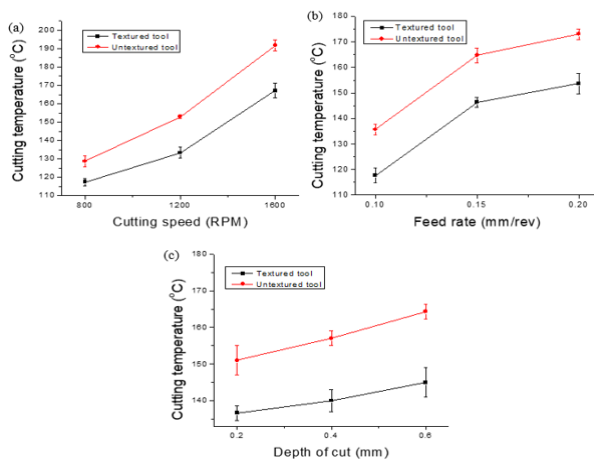 (a)
Textured tool
Untextured tool
Cutting temperature (°C)
200
190
180
170
160
150
140
130
120
110
800
1200
1600
Cutting speed (RPM)
(b)
Textured tool
Untextured tool
Cutting temperature (°C)
180
170
160
150
140
130
120
110
0.10
0.15
0.20
Feed rate (mm/rev)
(c)
Textured tool
Untextured tool
Cutting temperature (°C)
170
160
150
140
0.2
0.4
0.6
Depth of cut (mm)